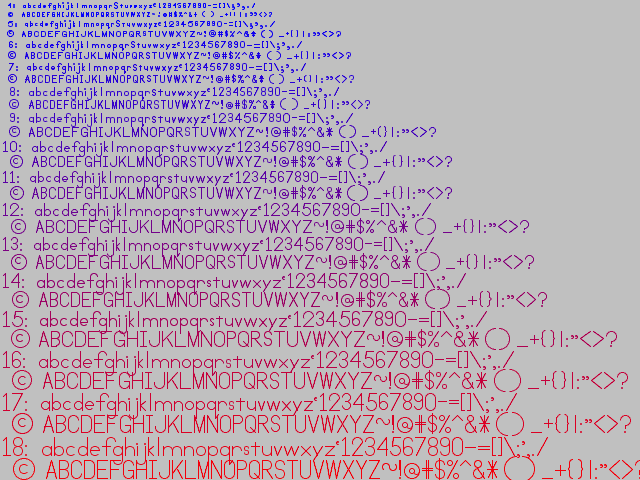 4: abcdefghijklmnopqrstuvwxyz‘1234567890-=[]\;’,./
© ABCDEFGHIJKLMNOPQRSTUVWXYZ~!@#$%^&*()_+{}|:”<>?
5: abcdefghijklmnopqrstuvwxyz‘1234567890-=[]\;’,./
© ABCDEFGHIJKLMNOPQRSTUVWXYZ~!@#$%^&*()_+{}|:”<>?
6: abcdefghijklmnopqrstuvwxyz‘1234567890-=[]\;’,./
© ABCDEFGHIJKLMNOPQRSTUVWXYZ~!@#$%^&*()_+{}|:”<>?
7: abcdefghijklmnopqrstuvwxyz‘1234567890-=[]\;’,./
© ABCDEFGHIJKLMNOPQRSTUVWXYZ~!@#$%^&*()_+{}|:”<>?
8: abcdefghijklmnopqrstuvwxyz‘1234567890-=[]\;’,./
© ABCDEFGHIJKLMNOPQRSTUVWXYZ~!@#$%^&*()_+{}|:”<>?
9: abcdefghijklmnopqrstuvwxyz‘1234567890-=[]\;’,./
© ABCDEFGHIJKLMNOPQRSTUVWXYZ~!@#$%^&*()_+{}|:”<>?
10: abcdefghijklmnopqrstuvwxyz‘1234567890-=[]\;’,./
© ABCDEFGHIJKLMNOPQRSTUVWXYZ~!@#$%^&*()_+{}|:”<>?
11: abcdefghijklmnopqrstuvwxyz‘1234567890-=[]\;’,./
© ABCDEFGHIJKLMNOPQRSTUVWXYZ~!@#$%^&*()_+{}|:”<>?
12: abcdefghijklmnopqrstuvwxyz‘1234567890-=[]\;’,./
© ABCDEFGHIJKLMNOPQRSTUVWXYZ~!@#$%^&*()_+{}|:”<>?
13: abcdefghijklmnopqrstuvwxyz‘1234567890-=[]\;’,./
© ABCDEFGHIJKLMNOPQRSTUVWXYZ~!@#$%^&*()_+{}|:”<>?
14: abcdefghijklmnopqrstuvwxyz‘1234567890-=[]\;’,./
© ABCDEFGHIJKLMNOPQRSTUVWXYZ~!@#$%^&*()_+{}|:”<>?
15: abcdefghijklmnopqrstuvwxyz‘1234567890-=[]\;’,./
© ABCDEFGHIJKLMNOPQRSTUVWXYZ~!@#$%^&*()_+{}|:”<>?
16: abcdefghijklmnopqrstuvwxyz‘1234567890-=[]\;’,./
© ABCDEFGHIJKLMNOPQRSTUVWXYZ~!@#$%^&*()_+{}|:”<>?
17: abcdefghijklmnopqrstuvwxyz‘1234567890-=[]\;’,./
© ABCDEFGHIJKLMNOPQRSTUVWXYZ~!@#$%^&*()_+{}|:”<>?
18: abcdefghijklmnopqrstuvwxyz‘1234567890-=[]\;’,./
© ABCDEFGHIJKLMNOPQRSTUVWXYZ~!@#$%^&*()_+{}|:”<>?